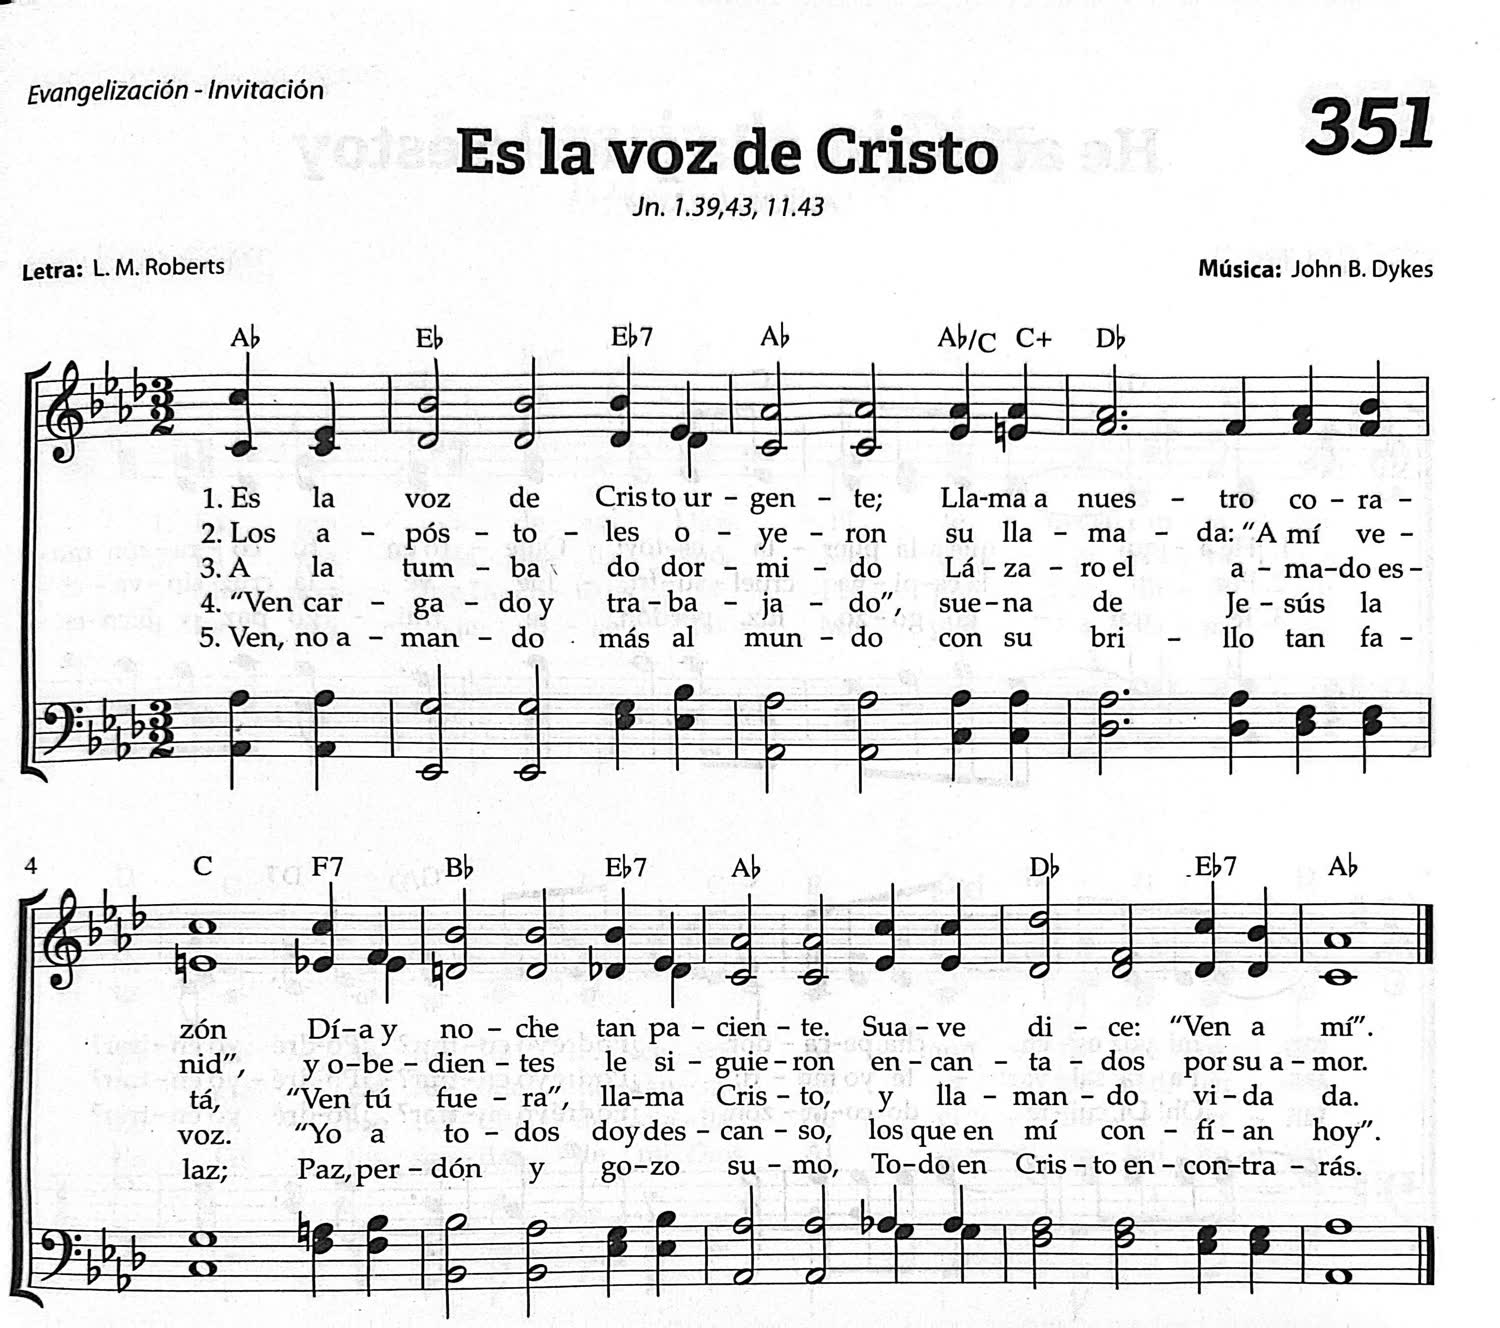 Evangelización - Invitación
351
Es la voz de Cristo
Jn. 1.39,43, 11.43
Letra: L. M. Roberts
Música: John B. Dykes
A♭ E♭ E♭7 A♭ A♭/C C+ D♭
1. Es la voz de Cristo ur - gen - te; Lla-ma a nues - tro co - ra -
2. Los a - pós - to - les o - ye - ron su lla - ma - da: “A mí ve -
3. A la tum - ba do dor - mi - do Lá - za - ro el a - ma-do es -
4. “Ven car - ga - do y tra - ba - ja - do”, sue - na de Je - sús la
5. Ven, no a - man - do más al mun - do con su bri - llo tan fa -
4
C F7 B♭ E♭7 A♭ D♭ E♭7 A♭
zón Dí-a y no - che tan pa - cien - te. Sua - ve di - ce: “Ven a mí”.
nid”, y o-be - dien - tes le si - guie - ron en - can - ta dos por su a - mor.
tá, “Ven tú fue - ra”, lla-ma Cris - to, y lla - man - do vi - da da.
voz. “Yo a to - dos doy des - can - so, los que en mí con - fí - an hoy”.
laz; Paz, per - dón y go - zo su - mo, To - do en Cris - to en - con-tra - rás.